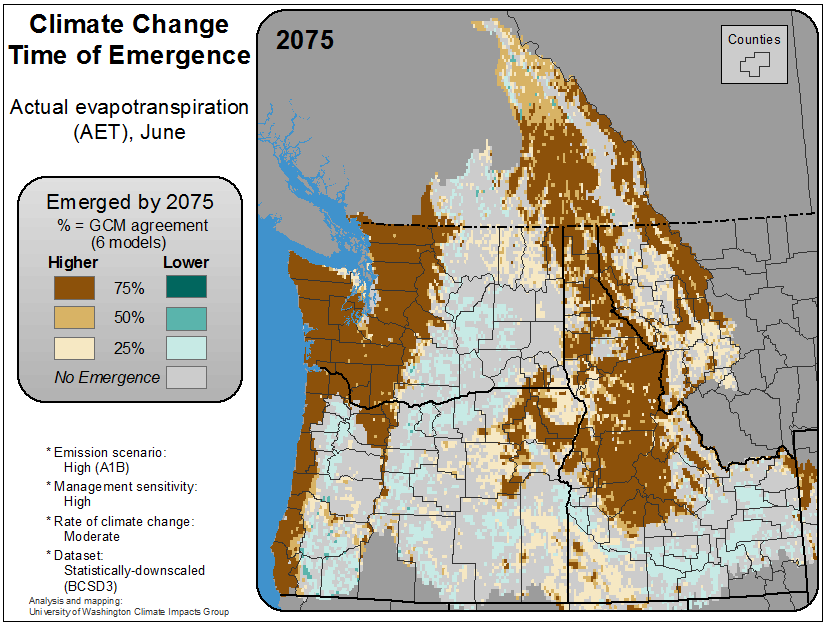 Climate Change
Time of Emergence
Actual evapotranspiration
(AET), June
Emerged by 2075
% = GCM agreement
(6 models)
Higher Lower
75%
50%
25%
No Emergence
* Emission scenario:
High (A1B)
* Management sensitivity:
High
* Rate of climate change:
Moderate
* Dataset:
Statistically-downscaled
(BCSD3)
Analysis and mapping:
University of Washington Climate Impacts Group
2075
Counties